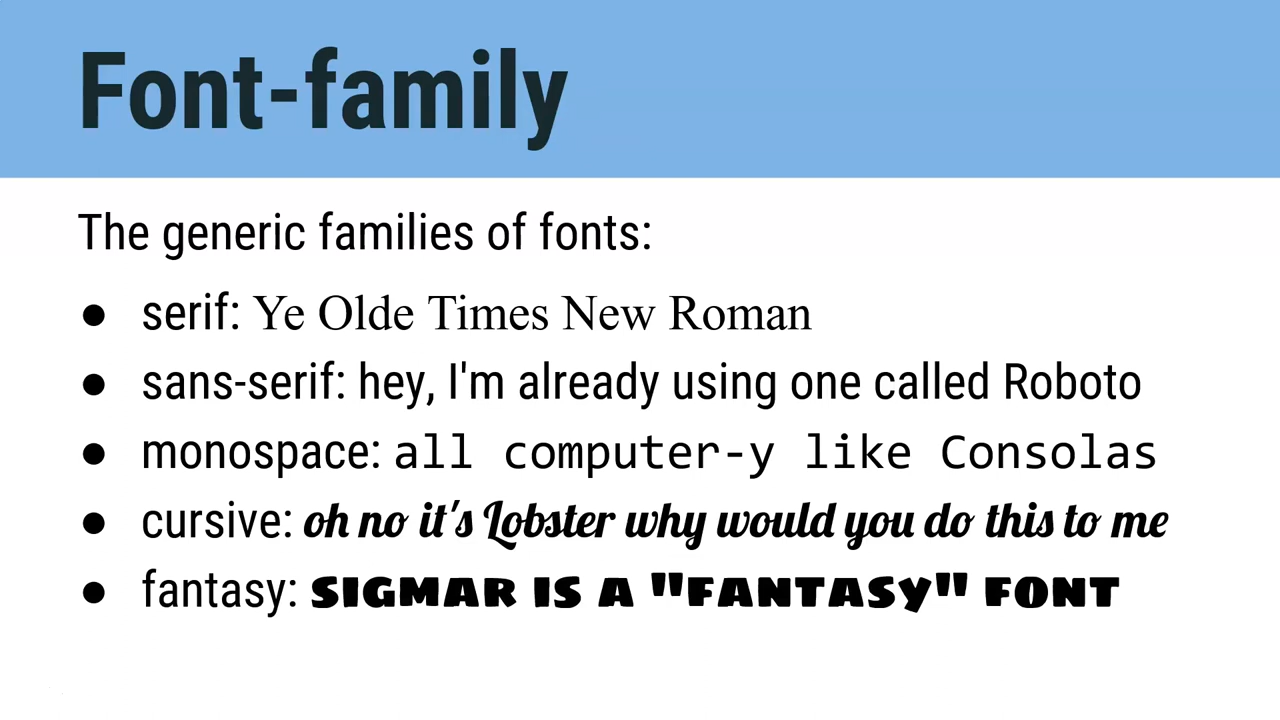 Font-family
The generic families of fonts:
● serif: Ye Olde Times New Roman
● sans-serif: hey, I'm already using one called Roboto
● monospace: all computer-y like Consolas
● cursive: oh no it's Lobster why would you do this to me
● fantasy: SIGMAR IS A "FANTASY" FONT